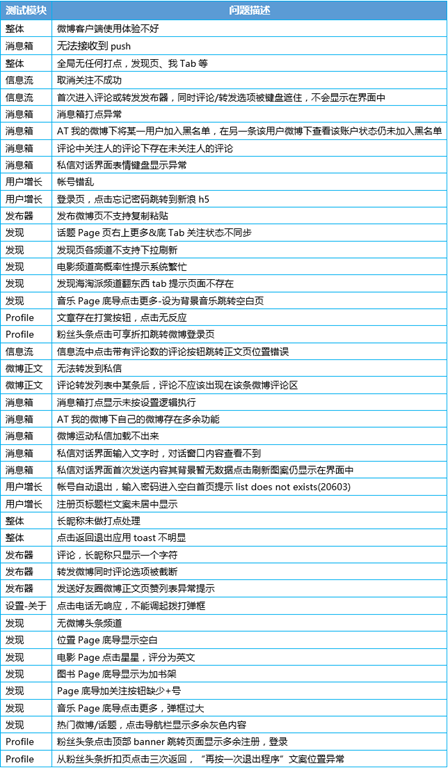 测试模块 问题描述
整体 微博客户端使用体验不好
消息箱 无法接收到 push
整体 全局无任何打点，发现页、我 Tab 等
信息流 取消关注不成功
信息流 首次进入评论或转发发布器，同时评论/转发选项被键盘遮住，不会显示在界面中
消息箱 消息箱打点异常
消息箱 AT 我的微博下将某一用户加入黑名单，在另一条该用户微博下查看该账户状态仍未加入黑名单
消息箱 评论中关注人的评论下存在未关注人的评论
消息箱 私信对话界面表情键盘显示异常
用户增长 帐号错乱
用户增长 登录页，点击忘记密码跳转到新浪 h5
发布器 发布微博页不支持复制粘贴
发现 话题 Page 页右上更多&底 Tab 关注状态不同步
发现 发现页各频道不支持下拉刷新
发现 电影频道高概率性提示系统繁忙
发现 发现海淘派频道翻东西 tab 提示页面不存在
发现 音乐 Page 底导点击更多-设为背景音乐跳转空白页
Profile 文章存在打赏按钮，点击无反应
Profile 粉丝头条点击可享折扣跳转微博登录页
信息流 信息流中点击带有评论数的评论按钮跳转正文页位置错误
微博正文 无法转发到私信
微博正文 评论转发列表中某条后，评论不应该出现在该条微博评论区
消息箱 消息箱打点显示未按设置逻辑执行
消息箱 AT 我的微博下自己的微博存在多余功能
消息箱 微博运动私信加载不出来
消息箱 私信对话界面输入文字时，对话窗口内容查看不到
消息箱 私信对话界面首次发送内容其背景暂无数据点击刷新图案仍显示在界面中
用户增长 帐号自动退出，输入密码进入空白首页提示 list does not exists(20603)
用户增长 注册页标题栏文案未居中显示
整体 长昵称未做打点处理
整体 点击返回退出应用 toast 不明显
发布器 评论，长昵称只显示一个字符
发布器 转发微博同时评论选项被截断
发布器 发送好友圈微博正文页赞列表异常提示
设置-关于 点击电话无响应，不能调起拨打弹框
发现 无微博头条频道
发现 位置 Page 底导显示空白
发现 电影 Page 点击星星，评分为英文
发现 图书 Page 底导显示为加书架
发现 Page 底导加关注按钮缺少+号
发现 音乐 Page 底导点击更多，弹框过大
发现 热门微博/话题，点击导航栏显示多余灰色内容
Profile 粉丝头条点击顶部 banner 跳转页面显示多余注册，登录
Profile 从粉丝头条折扣页点击三次返回，“再按一次退出程序”文案位置异常